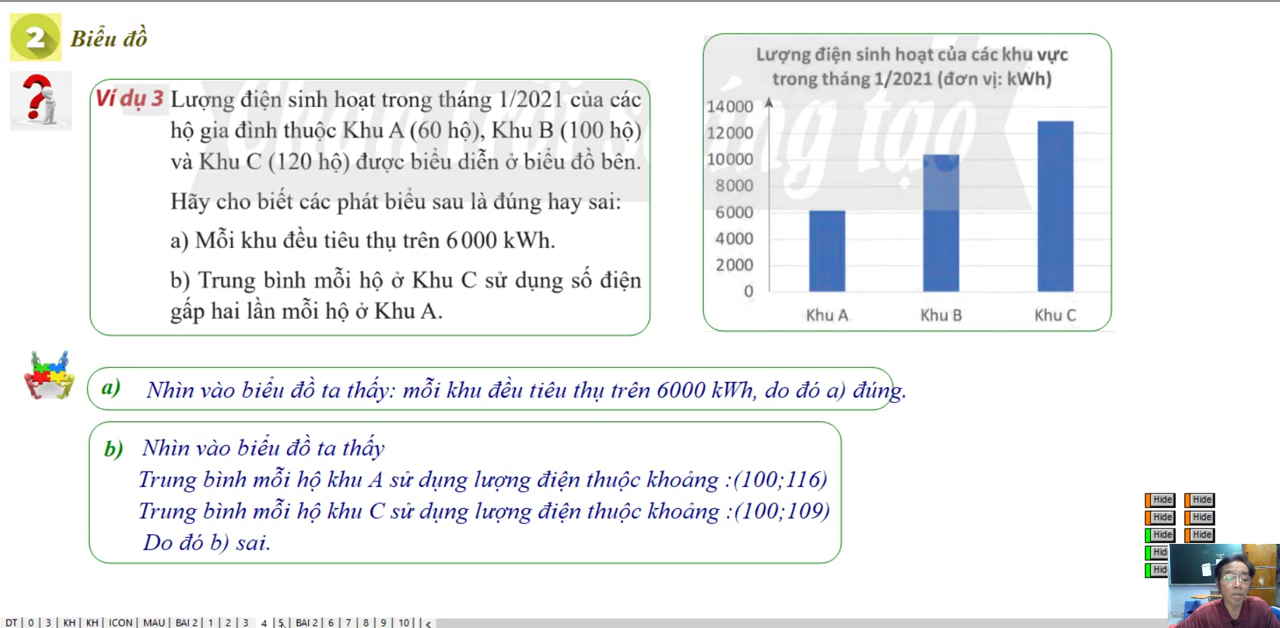 2 Biểu đồ
Ví dụ 3 Lượng điện sinh hoạt trong tháng 1/2021 của các
hộ gia đình thuộc Khu A (60 hộ), Khu B (100 hộ)
và Khu C (120 hộ) được biểu diễn ở biểu đồ bên.
Hãy cho biết các phát biểu sau là đúng hay sai:
a) Mỗi khu đều tiêu thụ trên 6 000 kWh.
b) Trung bình mỗi hộ ở Khu C sử dụng số điện
gấp hai lần mỗi hộ ở Khu A.
Lượng điện sinh hoạt của các khu vực
trong tháng 1/2021 (đơn vị: kWh)
14000
12000
10000
8000
6000
4000
2000
0
Khu A Khu B Khu C
a) Nhìn vào biểu đồ ta thấy: mỗi khu đều tiêu thụ trên 6000 kWh, do đó a) đúng.
b) Nhìn vào biểu đồ ta thấy
Trung bình mỗi hộ khu A sử dụng lượng điện thuộc khoảng :(100;116)
Trung bình mỗi hộ khu C sử dụng lượng điện thuộc khoảng :(100;109)
Do đó b) sai.
Hide Hide
Hide Hide
Hide Hide
Hid
Hid
DT | 0 | 3 | KH | KH | ICON | MAU | BAI 2 | 1 | 2 | 3 4 | 5 | BAI 2 | 6 | 7 | 8 | 9 | 10 | | <